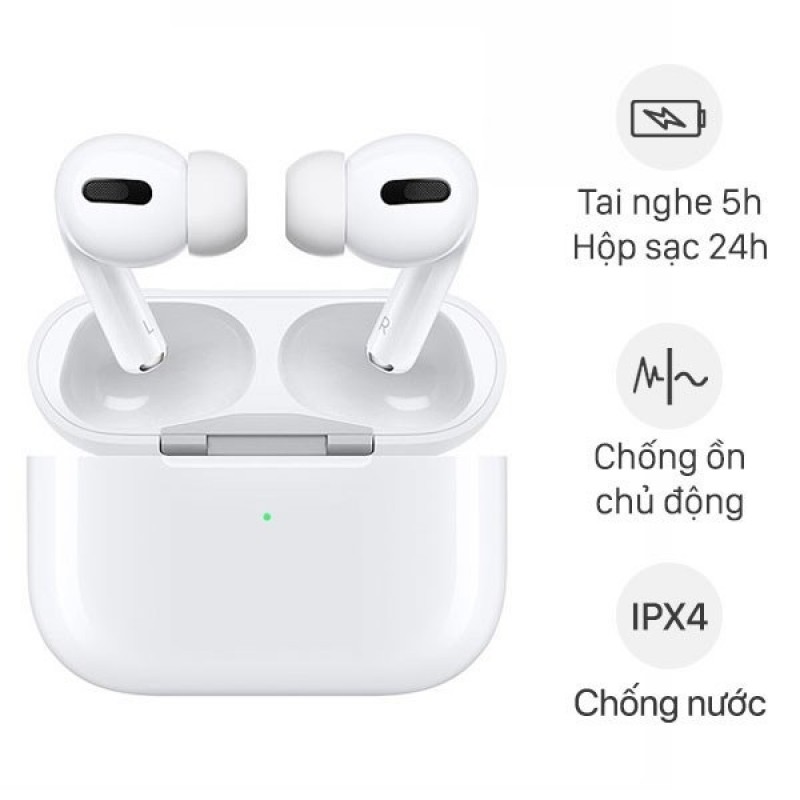 Tai nghe 5h
Hộp sạc 24h
L
R
Chống ồn
chủ động
IPX4
Chống nước